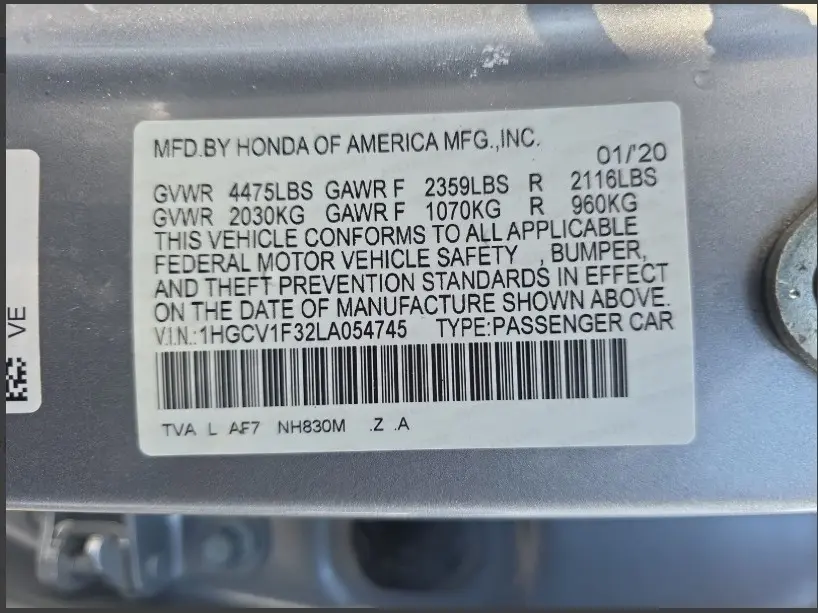 MFD.BY HONDA OF AMERICA MFG.,INC.
01/'20
GVWR 4475LBS GAWR F 2359LBS R 2116LBS
GVWR 2030KG GAWR F 1070KG R 960KG
THIS VEHICLE CONFORMS TO ALL APPLICABLE
FEDERAL MOTOR VEHICLE SAFETY , BUMPER,
AND THEFT PREVENTION STANDARDS IN EFFECT
ON THE DATE OF MANUFACTURE SHOWN ABOVE.
V.I.N.:1HGCV1F32LA054745 TYPE:PASSENGER CAR
TVA L AF7 NH830M .Z .A
VE